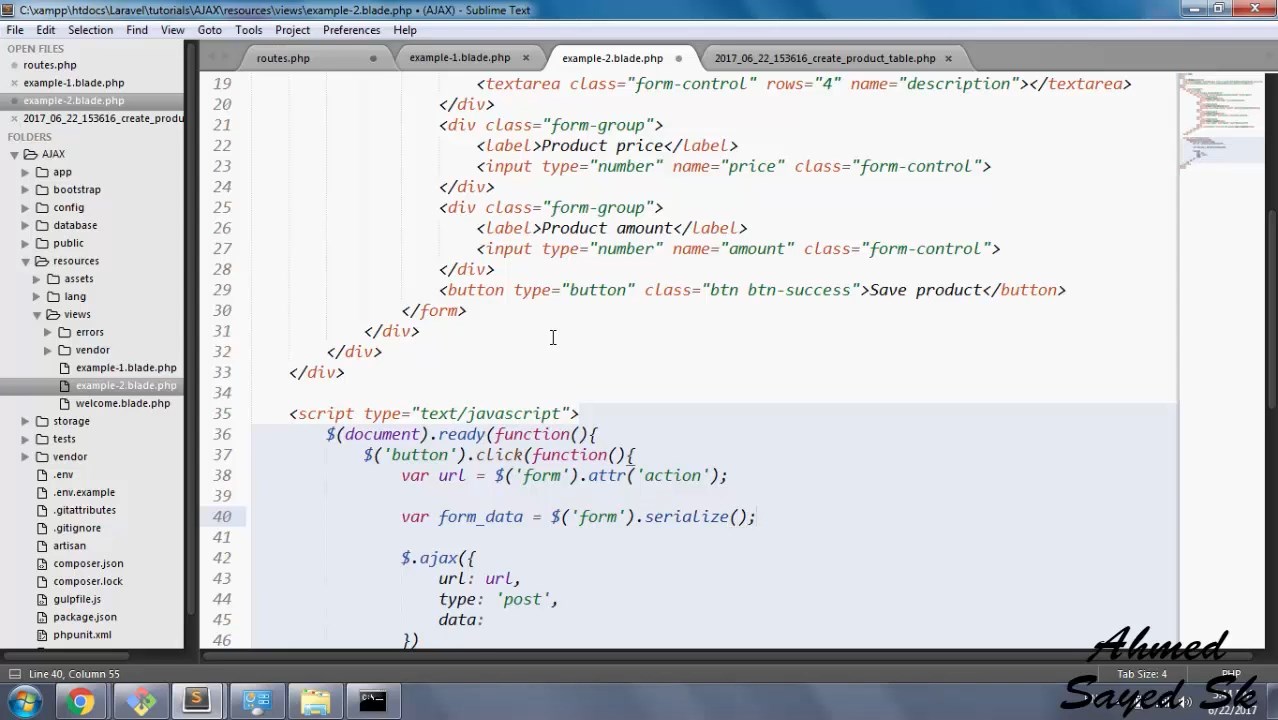 C:\xampp\htdocs\Laravel\tutorials\AJAX\resources\views\example-2.blade.php • (AJAX) - Sublime Text
File Edit Selection Find View Goto Tools Project Preferences Help
OPEN FILES
routes.php
example-1.blade.php
example-2.blade.php
2017_06_22_153616_create_produ
FOLDERS
AJAX
app
bootstrap
config
database
public
resources
assets
lang
views
errors
vendor
example-1.blade.php
example-2.blade.php
welcome.blade.php
storage
tests
vendor
.env
.env.example
.gitattributes
.gitignore
artisan
composer.json
composer.lock
gulpfile.js
package.json
phpunit.xml
routes.php example-1.blade.php example-2.blade.php 2017_06_22_153616_create_product_table.php
19 <textarea class="form-control" rows="4" name="description"></textarea>
20 </div>
21 <div class="form-group">
22 <label>Product price</label>
23 <input type="number" name="price" class="form-control">
24 </div>
25 <div class="form-group">
26 <label>Product amount</label>
27 <input type="number" name="amount" class="form-control">
28 </div>
29 <button type="button" class="btn btn-success">Save product</button>
30 </form>
31 </div>
32 </div>
33 </div>
34
35 <script type="text/javascript">
36 $(document).ready(function(){
37 $('button').click(function(){
38 var url = $('form').attr('action');
39
40 var form_data = $('form').serialize();
41
42 $.ajax({
43 url: url,
44 type: 'post',
45 data:
46 })
Line 40, Column 55 Tab Size: 4 PHP
Ahmed
Sayed Sk
6/22/2017